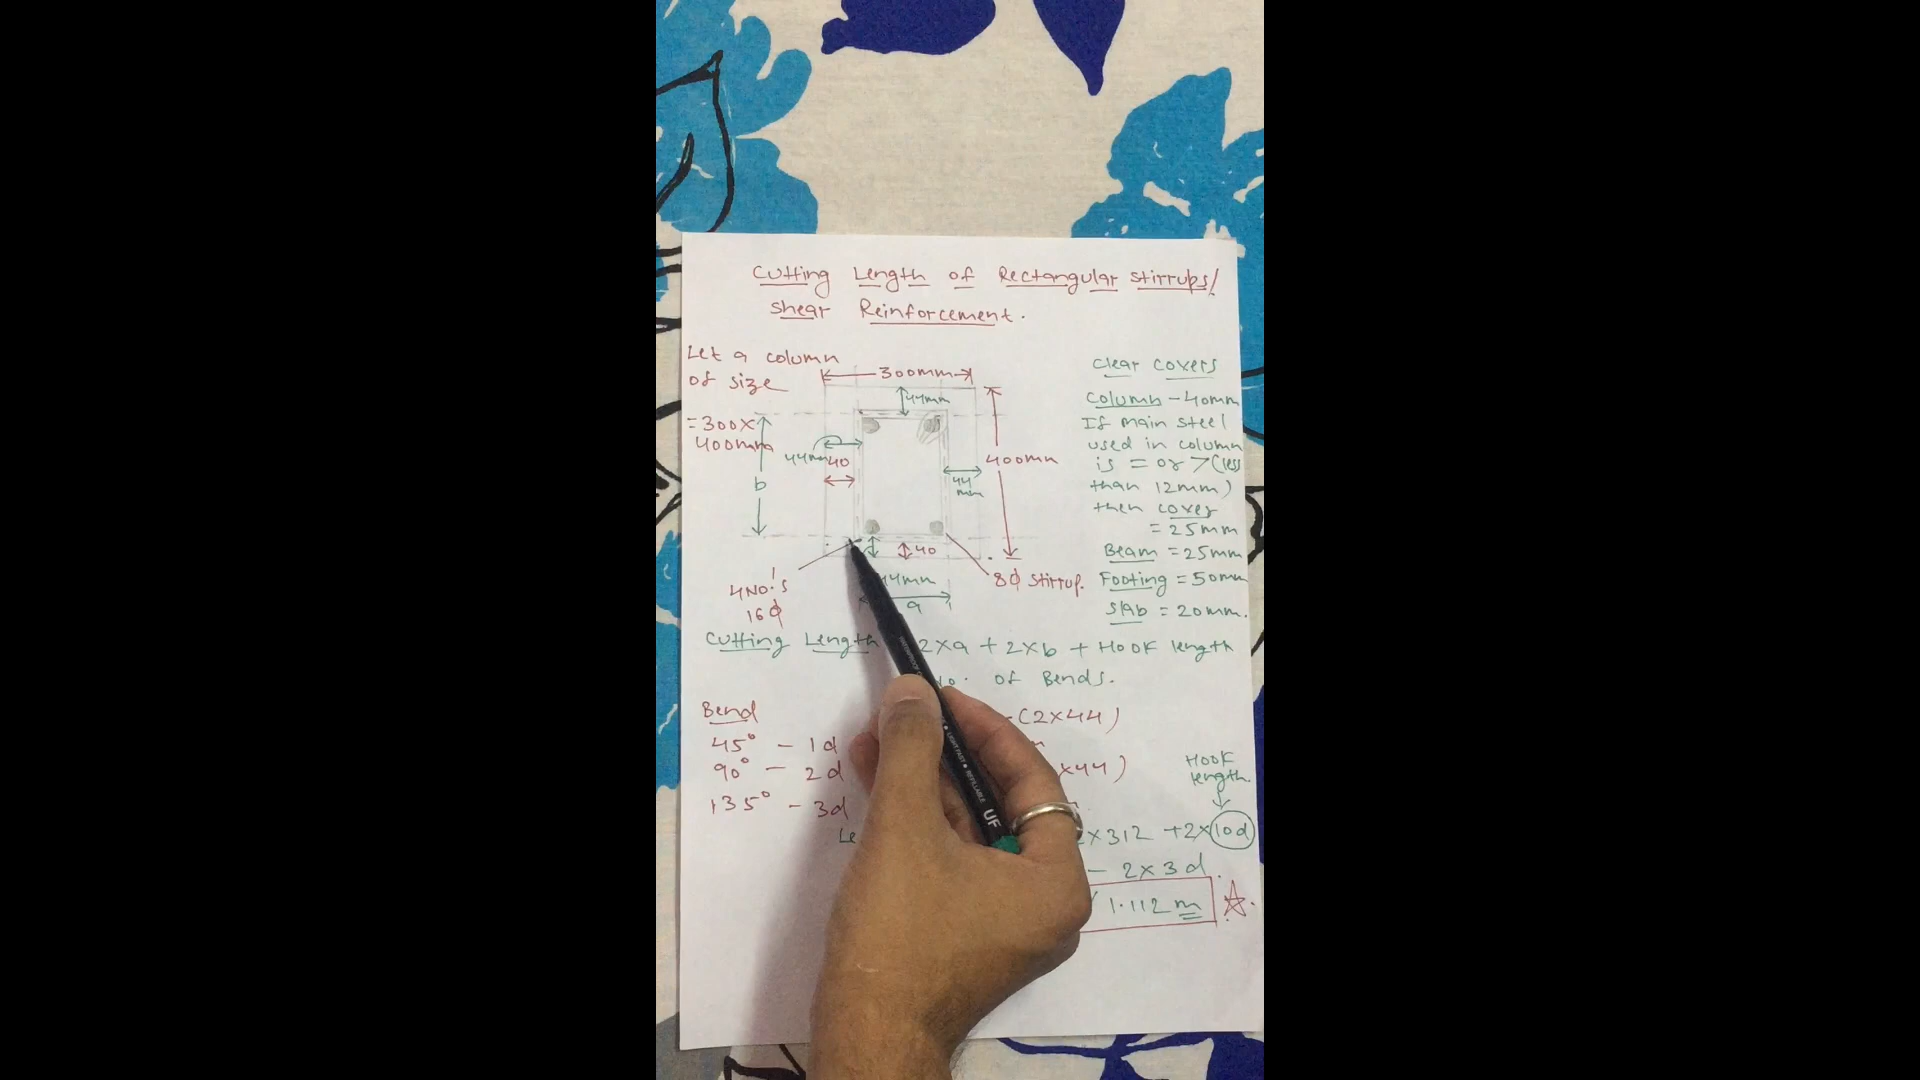 Cutting Length of Rectangular Stirrups/
Shear Reinforcement.
Let a column
of size
=300X
400mm
300mm
44mm
44mm
40
b
44
mm
400mm
40
44mm
a
4No.'s
16ϕ
8ϕ Stirrup.
Clear Covers
Column - 40mm
If main steel
used in column
is = or > (less
than 12mm)
then cover
= 25mm
Beam = 25mm
Footing = 50mm
Slab = 20mm.
Cutting Length 2xa + 2xb + Hook length
of Bends.
Bend
45° - 1d
90° - 2d
135° - 3d
-(2x44)
x44)
Hook
length
x312 +2x10d
- 2x3d.
1.112 m
UF